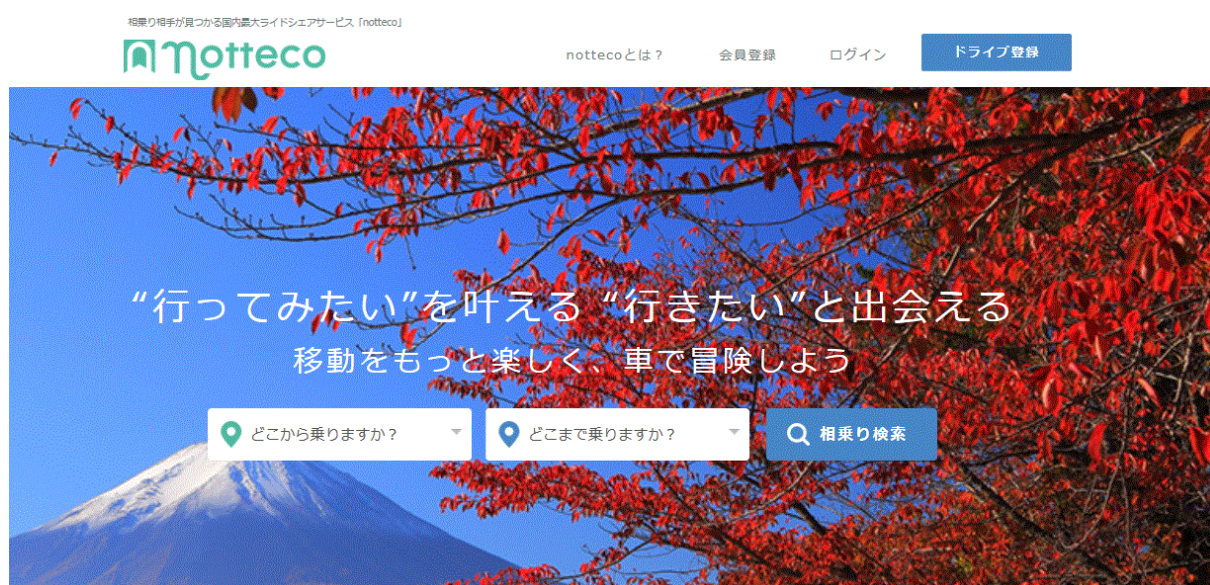 相乗り相手が見つかる国内最大ライドシェアサービス「notteco」
notteco
nottecoとは？
会員登録
ログイン
ドライブ登録
“行ってみたい”を叶える “行きたい”と出会える
移動をもっと楽しく、車で冒険しよう
どこから乗りますか？
どこまで乗りますか？
相乗り検索